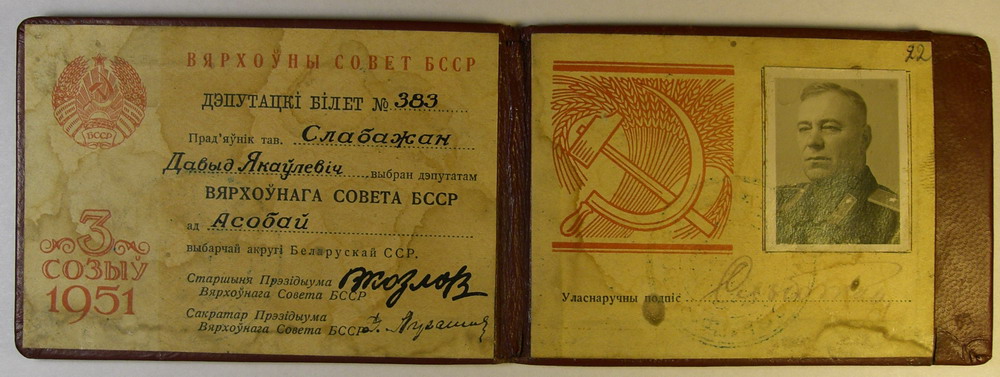 ВЯРХОЎНЫ СОВЕТ БССР
БССР
ДЭПУТАЦКІ БІЛЕТ № 383
Прад'яўнік тав. Слабажан
Давыд Якаўлевіч выбран дэпутатам
ВЯРХОЎНАГА СОВЕТА БССР
ад Асобай
выбарчай акругі Беларускай ССР.
3
СОЗЫЎ
1951
Старшыня Прэзідыума
Вярхоўнага Совета БССР Козлов
Сакратар Прэзідыума
Вярхоўнага Совета БССР
22
Уласнаручны подпіс